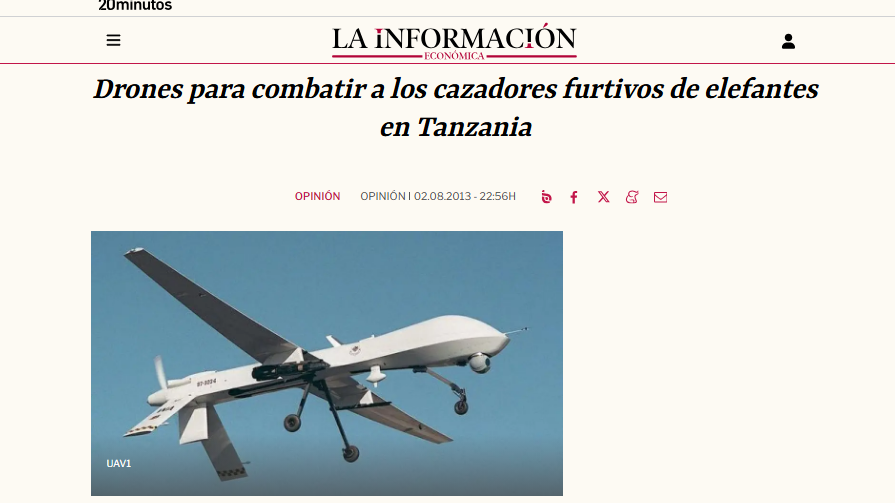 20minutos
LA INFORMACIÓN
ECONÓMICA
Drones para combatir a los cazadores furtivos de elefantes
en Tanzania
OPINIÓN OPINIÓN | 02.08.2013 - 22:56H
UAV1